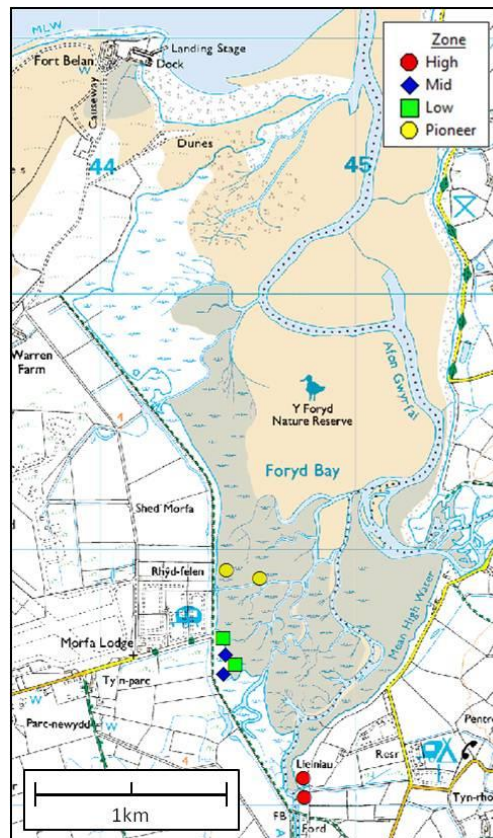 MLW
Fort Belan
Landing Stage
Dock
W
Causeway
Dunes
44
45
Zone
High
Mid
Low
Pioneer
Warren
Farm
4
Afon Gwyrfai
Y Foryd
Nature Reserve
Foryd Bay
Shed Morfa
Rhyd-felen
Mean High Water
Morfa Lodge
Ty'n-parc
W
Parc-newydd
W
4
Lleiniau
Rosr
Pentre
Tyn-rho
FB
Ford
1km